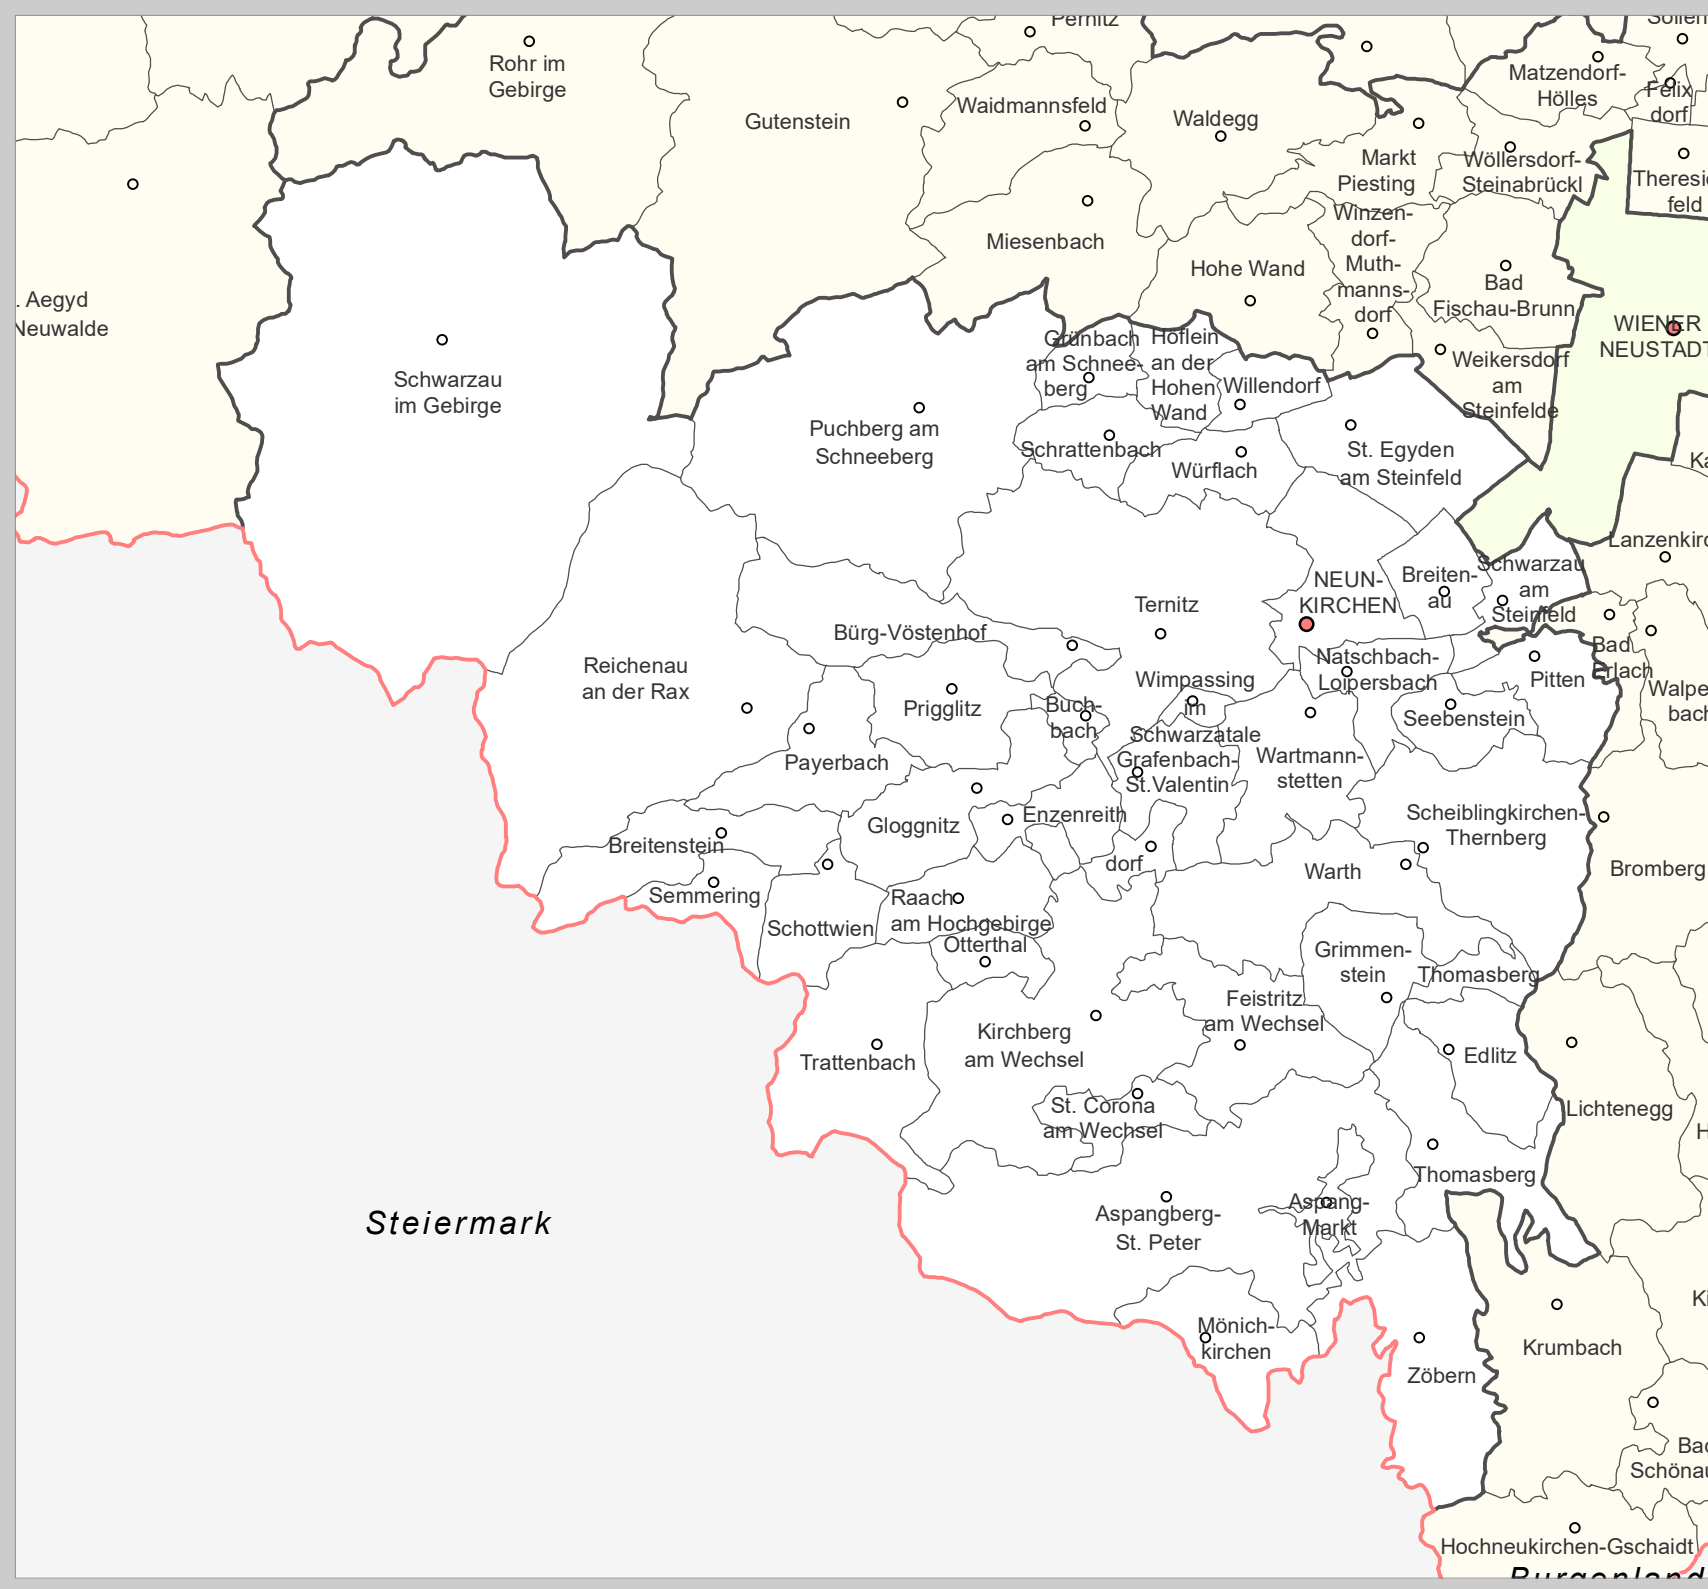 Pernitz
Sollen
Rohr im
Gebirge
Matzendorf-
Hölles
Felix
dorf
Gutenstein
Waidmannsfeld
Waldegg
Markt
Piesting
Wöllersdorf-
Steinabrückl
Theresie
feld
Miesenbach
Winzen-
dorf-
Muth-
manns-
dorf
Hohe Wand
Bad
Fischau-Brunn
. Aegyd
Neuwalde
WIENER
NEUSTADT
Grünbach
am Schnee-
berg
Höflein
an der
Hohen
Wand
Willendorf
Weikersdorf
am
Steinfelde
Schwarzau
im Gebirge
Puchberg am
Schneeberg
Schrattenbach
Würflach
St. Egyden
am Steinfeld
Ka
Lanzenkirc
NEUN-
KIRCHEN
Breiten-
au
Schwarzau
am
Steinfeld
Ternitz
Bürg-Vöstenhof
Bad
Erlach
Reichenau
an der Rax
Natschbach-
Loipersbach
Pitten
Walpe
bach
Wimpassing
im
Schwarzatale
Prigglitz
Buch-
bach
Seebenstein
Grafenbach-
St.Valentin
Wartmann-
stetten
Payerbach
Scheiblingkirchen-
Thernberg
Gloggnitz
Enzenreith
Breitenstein
dorf
Warth
Bromberg
Semmering
Raach
am Hochgebirge
Schottwien
Otterthal
Grimmen-
stein
Thomasberg
Feistritz
am Wechsel
Kirchberg
am Wechsel
Trattenbach
Edlitz
St. Corona
am Wechsel
Lichtenegg
H
Thomasberg
Aspangberg-
St. Peter
Aspang-
Markt
Steiermark
Ki
Mönich-
kirchen
Krumbach
Zöbern
Bad
Schönau
Hochneukirchen-Gschaidt
Burgenland